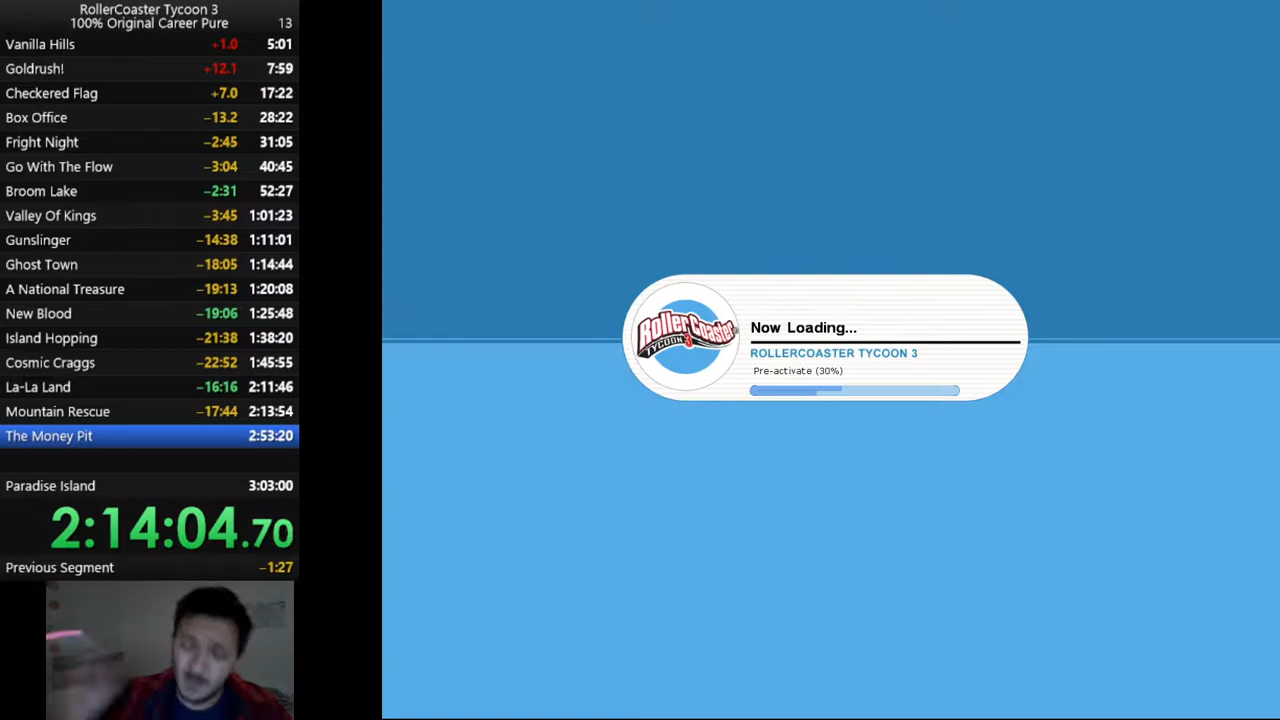 RollerCoaster Tycoon 3
100% Original Career Pure 13
Vanilla Hills +1.0 5:01
Goldrush! +12.1 7:59
Checkered Flag +7.0 17:22
Box Office −13.2 28:22
Fright Night −2:45 31:05
Go With The Flow −3:04 40:45
Broom Lake −2:31 52:27
Valley Of Kings −3:45 1:01:23
Gunslinger −14:38 1:11:01
Ghost Town −18:05 1:14:44
A National Treasure −19:13 1:20:08
New Blood −19:06 1:25:48
Island Hopping −21:38 1:38:20
Cosmic Craggs −22:52 1:45:55
La-La Land −16:16 2:11:46
Mountain Rescue −17:44 2:13:54
The Money Pit 2:53:20
Paradise Island 3:03:00
2:14:04.70
Previous Segment −1:27
RollerCoaster
TYCOON 3
Now Loading...
ROLLERCOASTER TYCOON 3
Pre-activate (30%)